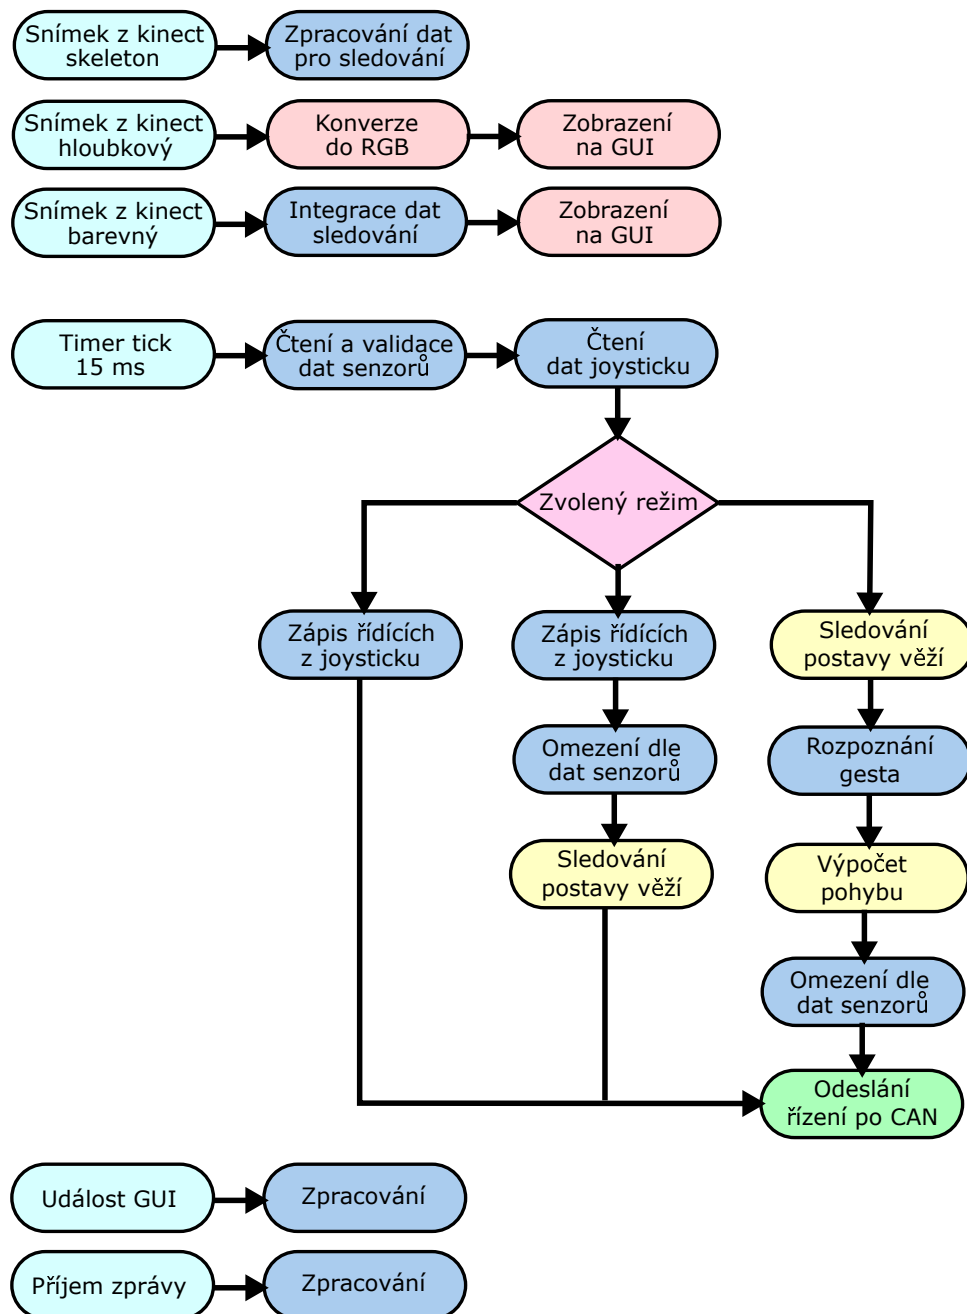 Snímek z kinect
skeleton
Zpracování dat
pro sledování
Snímek z kinect
hloubkový
Konverze
do RGB
Zobrazení
na GUI
Snímek z kinect
barevný
Integrace dat
sledování
Zobrazení
na GUI
Timer tick
15 ms
Čtení a validace
dat senzorů
Čtení
dat joysticku
Zvolený režim
Zápis řídících
z joysticku
Zápis řídících
z joysticku
Sledování
postavy věží
Omezení dle
dat senzorů
Rozpoznání
gesta
Sledování
postavy věží
Výpočet
pohybu
Omezení dle
dat senzorů
Odeslání
řízení po CAN
Událost GUI
Zpracování
Příjem zprávy
Zpracování